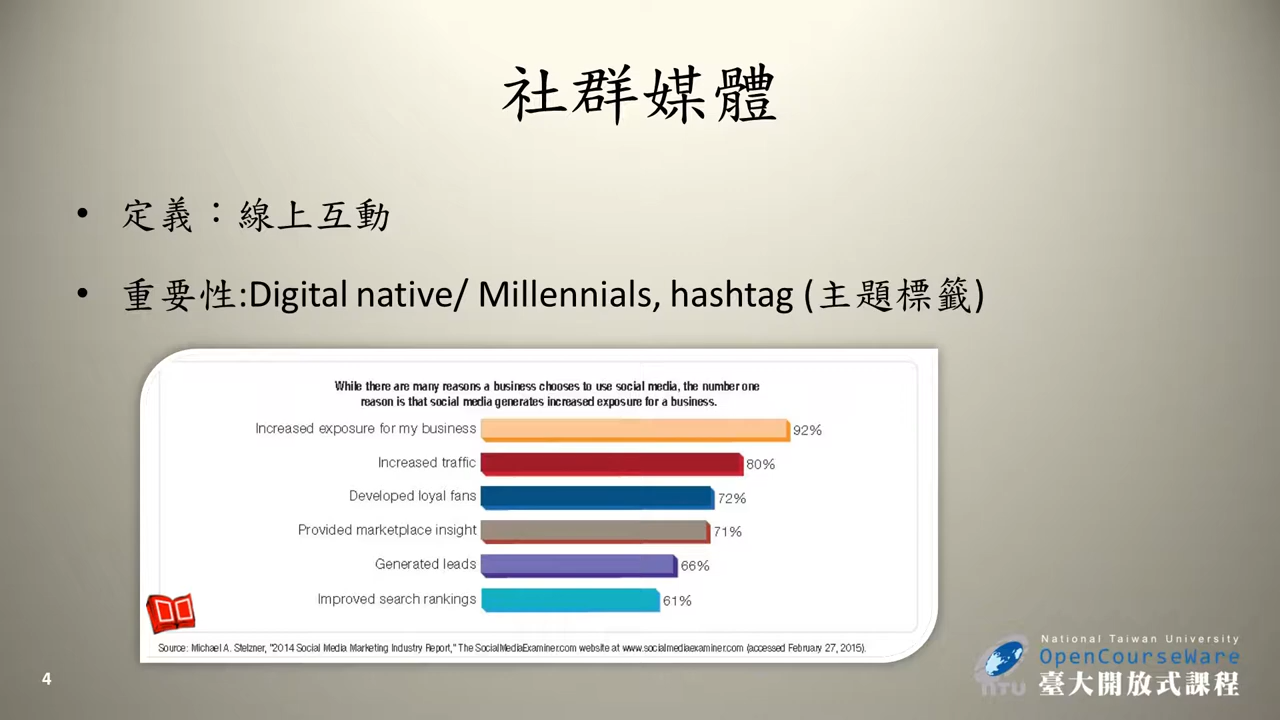 社群媒體
• 定義：線上互動
• 重要性:Digital native/ Millennials, hashtag (主題標籤)
While there are many reasons a business chooses to use social media, the number one
reason is that social media generates increased exposure for a business.
Increased exposure for my business 92%
Increased traffic 80%
Developed loyal fans 72%
Provided marketplace insight 71%
Generated leads 66%
Improved search rankings 61%
Source: Michael A. Stelzner, "2014 Social Media Marketing Industry Report," The SocialMediaExaminer.com website at www.socialmediaexaminer.com (accessed February 27, 2015).
4
National Taiwan University
OpenCourseWare
臺大開放式課程
NTU